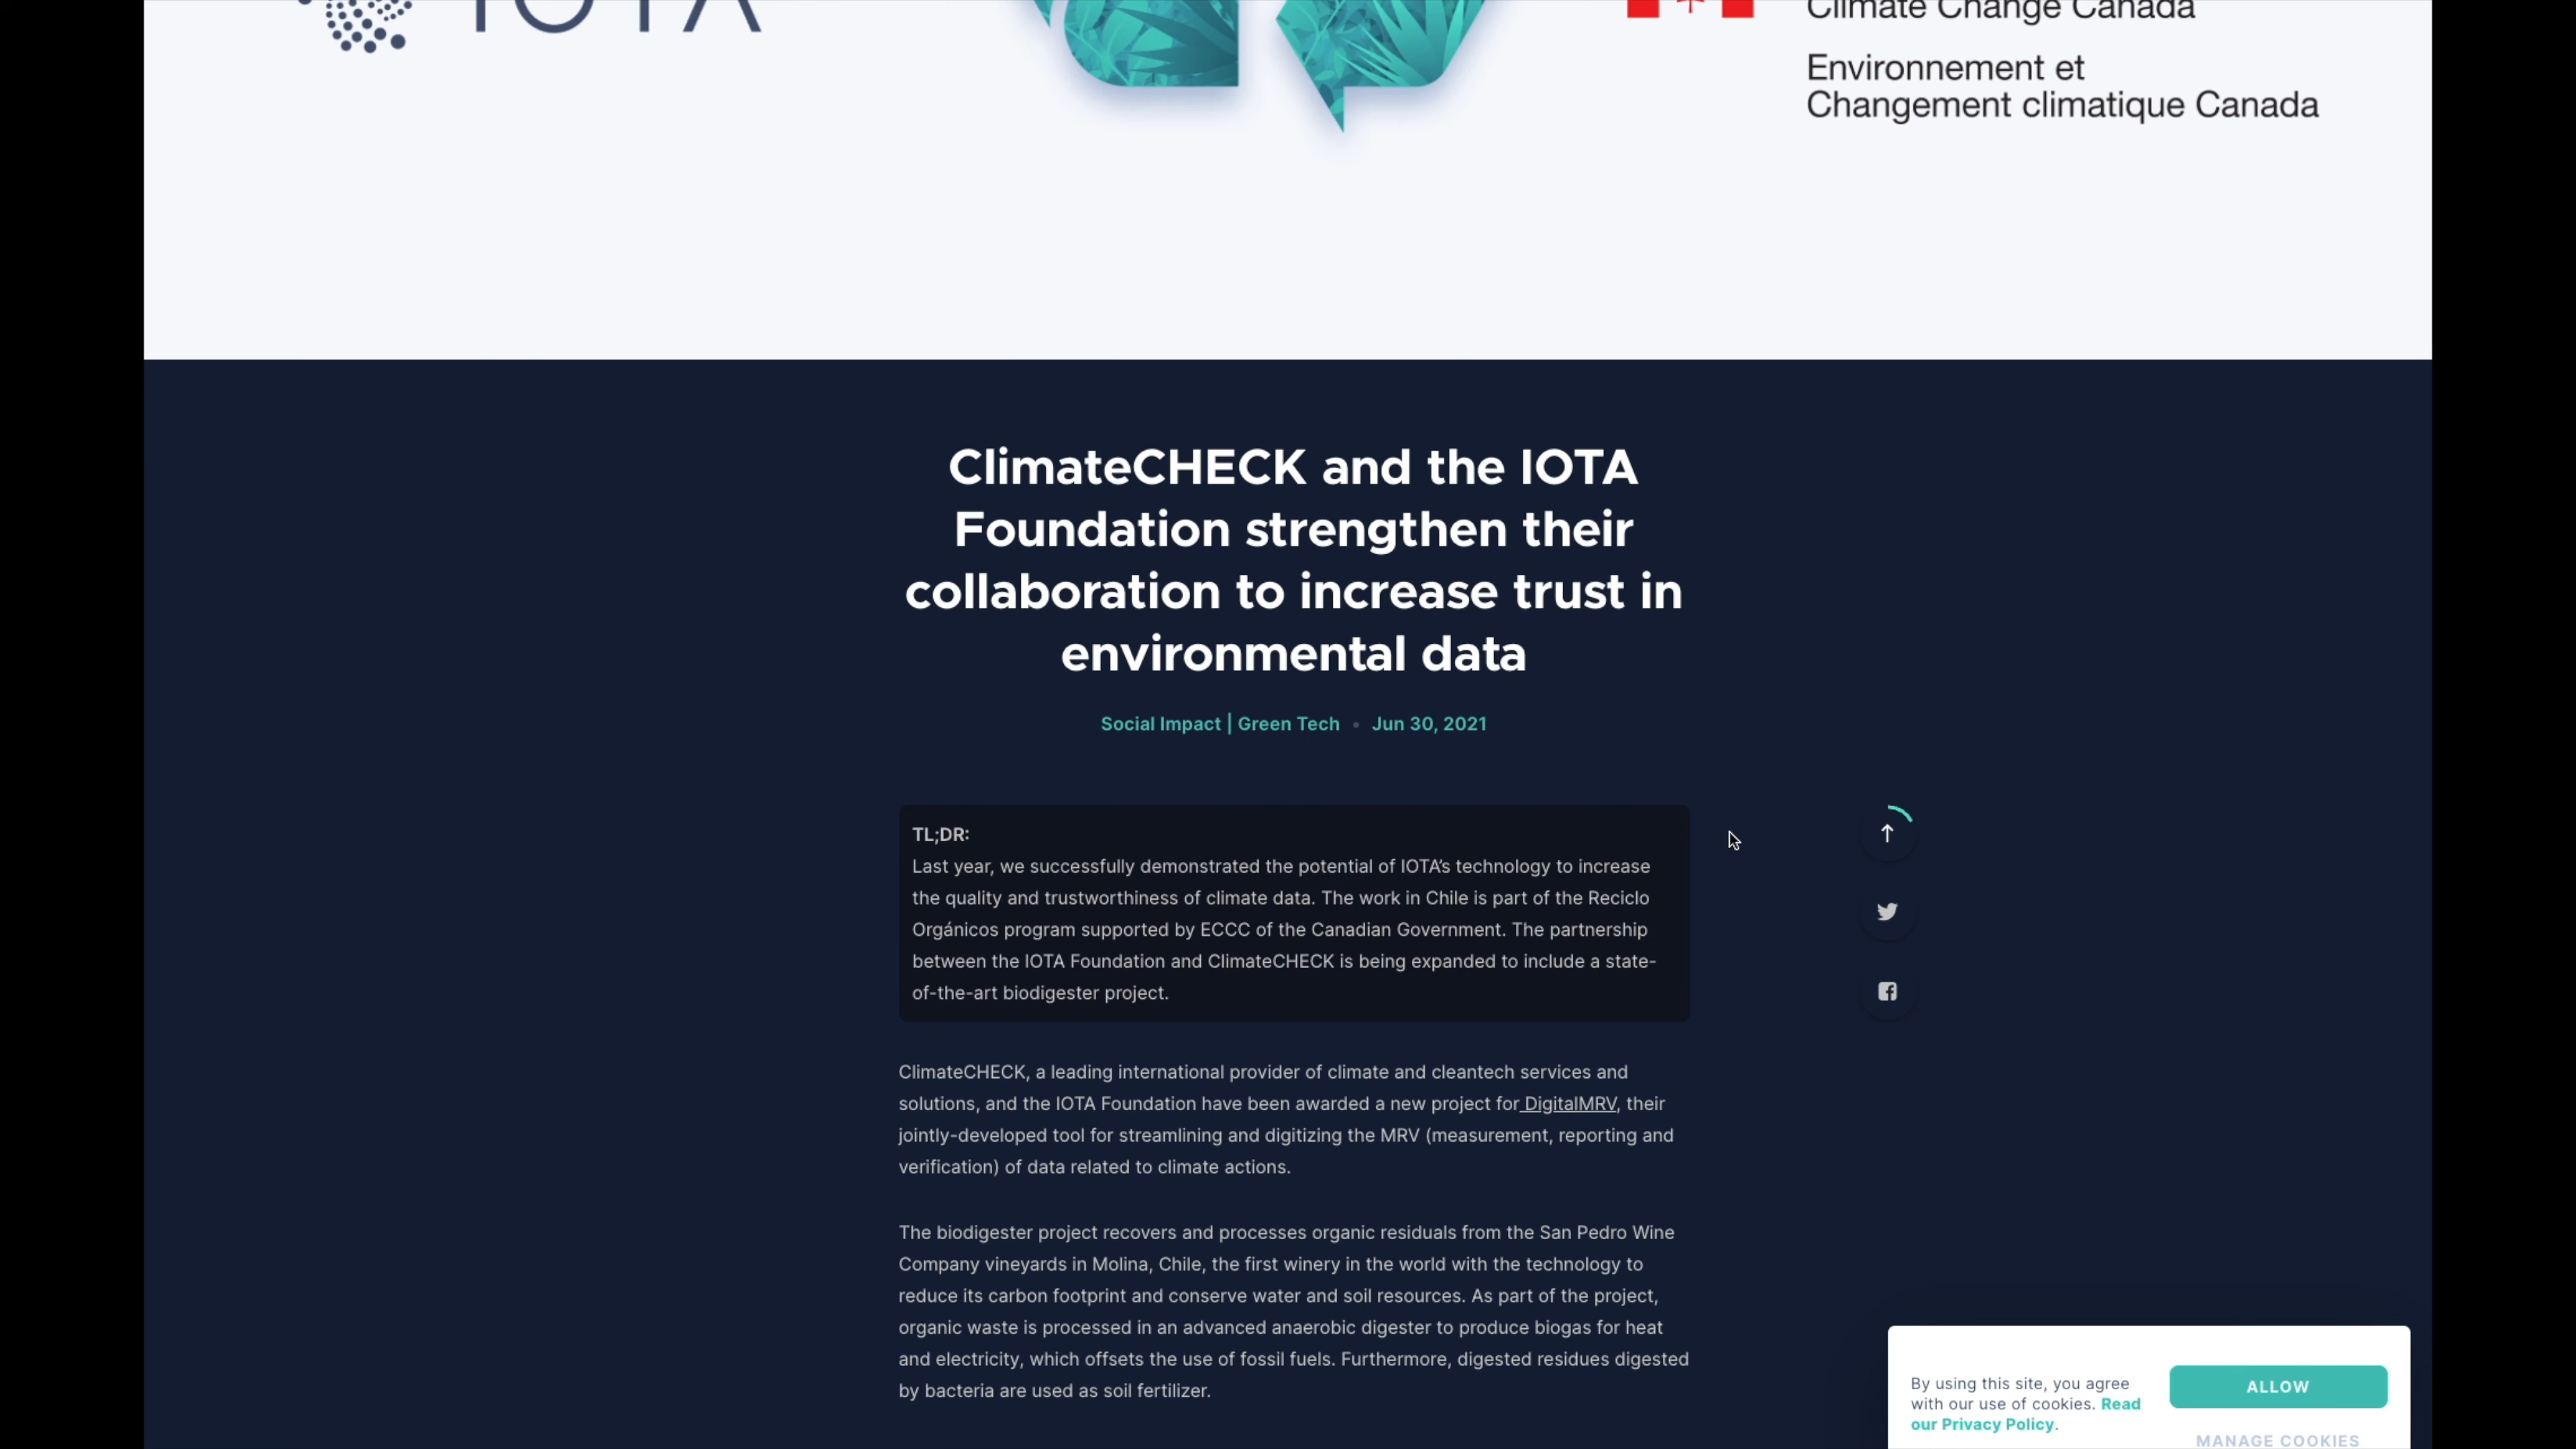 IOTA
Climate Change Canada
Environnement et
Changement climatique Canada
ClimateCHECK and the IOTA
Foundation strengthen their
collaboration to increase trust in
environmental data
Social Impact | Green Tech • Jun 30, 2021
TL;DR:
Last year, we successfully demonstrated the potential of IOTA’s technology to increase
the quality and trustworthiness of climate data. The work in Chile is part of the Reciclo
Orgánicos program supported by ECCC of the Canadian Government. The partnership
between the IOTA Foundation and ClimateCHECK is being expanded to include a state-
of-the-art biodigester project.
ClimateCHECK, a leading international provider of climate and cleantech services and
solutions, and the IOTA Foundation have been awarded a new project for DigitalMRV, their
jointly-developed tool for streamlining and digitizing the MRV (measurement, reporting and
verification) of data related to climate actions.
The biodigester project recovers and processes organic residuals from the San Pedro Wine
Company vineyards in Molina, Chile, the first winery in the world with the technology to
reduce its carbon footprint and conserve water and soil resources. As part of the project,
organic waste is processed in an advanced anaerobic digester to produce biogas for heat
and electricity, which offsets the use of fossil fuels. Furthermore, digested residues digested
by bacteria are used as soil fertilizer.
By using this site, you agree
with our use of cookies. Read
our Privacy Policy.
ALLOW
MANAGE COOKIES